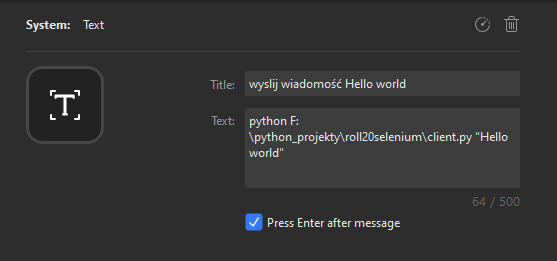 System: Text
Title: wyslij wiadomość Hello world
Text: python F:
\python_projekty\roll20selenium\client.py "Hello
world"
64 / 500
Press Enter after message